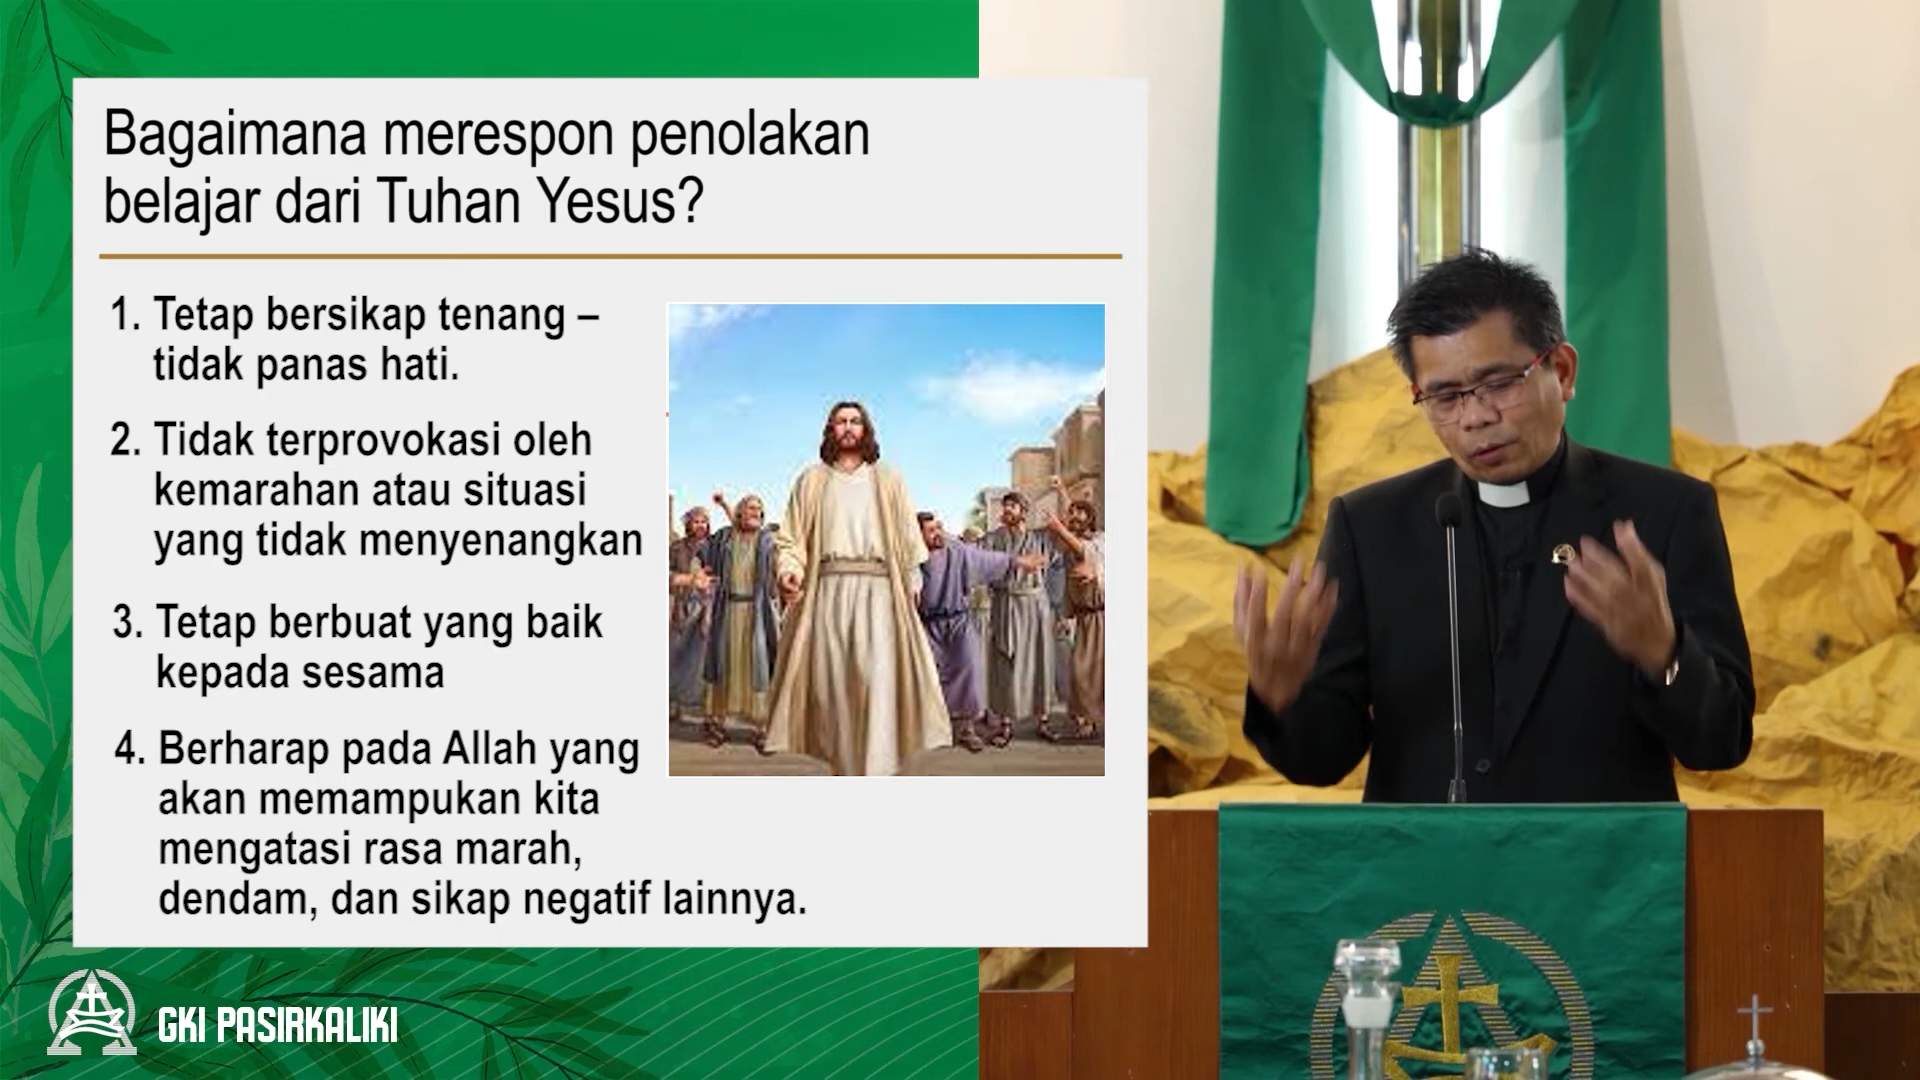 Bagaimana merespon penolakan
belajar dari Tuhan Yesus?
1. Tetap bersikap tenang –
tidak panas hati.
2. Tidak terprovokasi oleh
kemarahan atau situasi
yang tidak menyenangkan
3. Tetap berbuat yang baik
kepada sesama
4. Berharap pada Allah yang
akan memampukan kita
mengatasi rasa marah,
dendam, dan sikap negatif lainnya.
GKI PASIRKALIKI